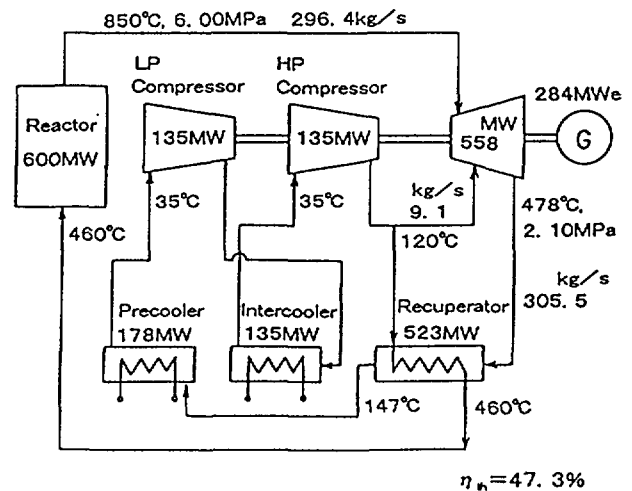 850°C, 6.00MPa 296.4kg/s
LP
Compressor
HP
Compressor
284MWe
Reactor
600MW
135MW
135MW
MW
558
G
35°C
35°C
kg/s
9.1
478°C,
2.10MPa
460°C
120°C
kg/s
305.5
Precooler
178MW
Intercooler
135MW
Recuperator
523MW
147°C
460°C
η th=47.3%